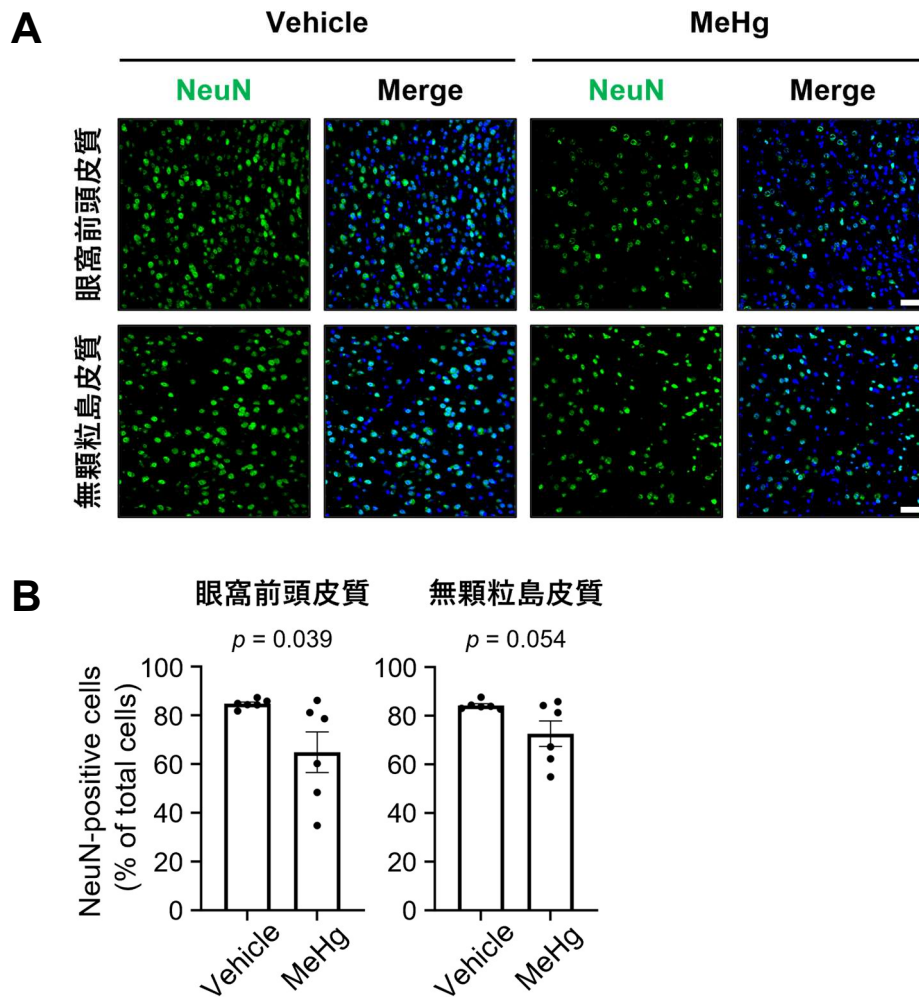 A
Vehicle MeHg
NeuN Merge NeuN Merge
眼窩前頭皮質
無顆粒島皮質
B
眼窩前頭皮質 無顆粒島皮質
p = 0.039 p = 0.054
NeuN-positive cells
(% of total cells)
100 100
80 80
60 60
40 40
20 20
0 0
Vehicle MeHg Vehicle MeHg